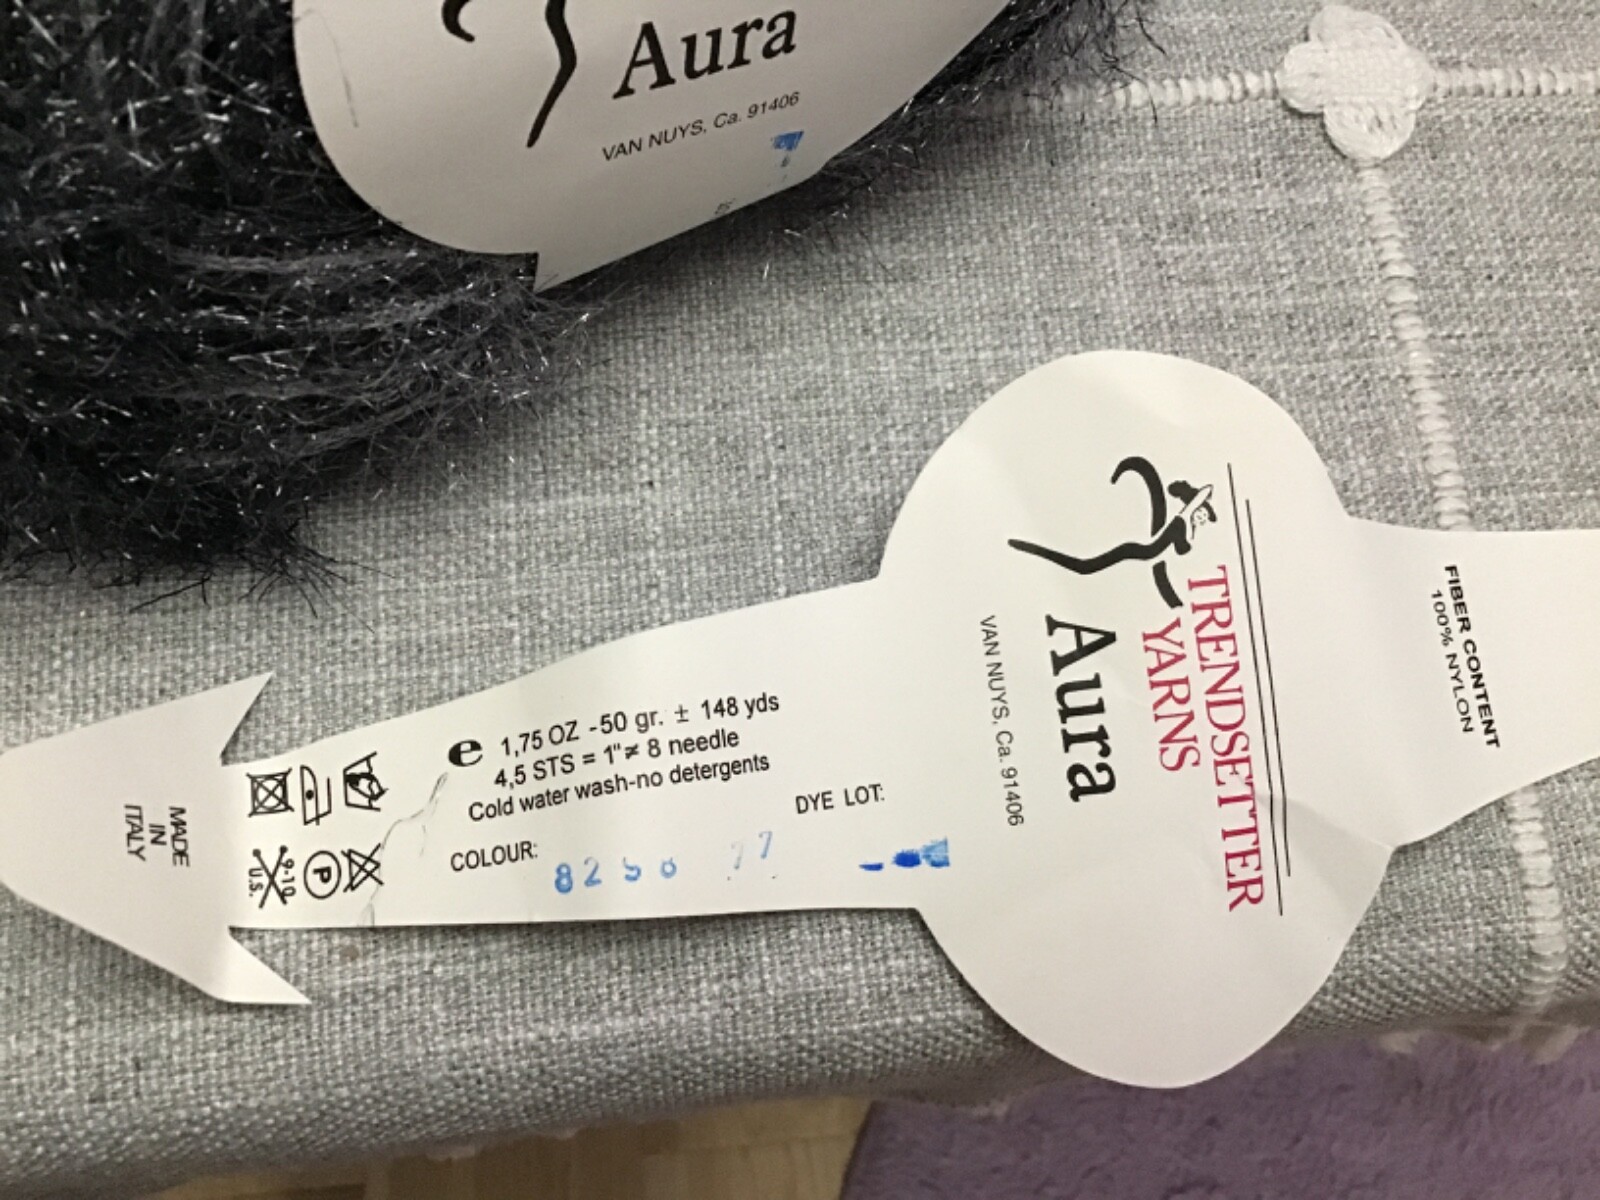 Aura
VAN NUYS, Ca. 91406
TRENDSETTER
YARNS
Aura
VAN NUYS, Ca. 91406
FIBER CONTENT
100% NYLON
e 1,75 OZ - 50 gr. ± 148 yds
4,5 STS = 1" ≠ 8 needle
Cold water wash-no detergents
COLOUR:
DYE LOT:
P
9-10
U.S.
MADE
IN
ITALY